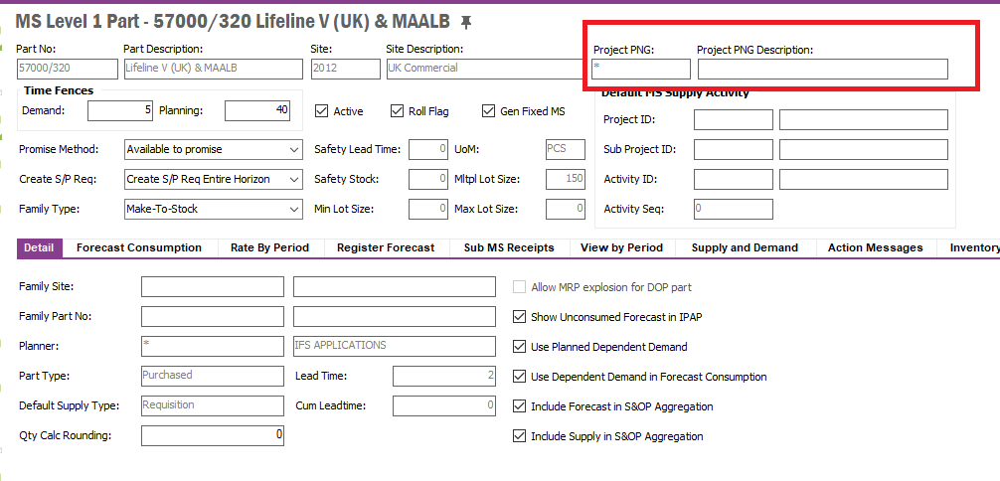 MS Level 1 Part - 57000/320 Lifeline V (UK) & MAALB
Part No: Part Description: Site: Site Description: Project PNG: Project PNG Description:
57000/320 Lifeline V (UK) & MAALB 2012 UK Commercial *
Time Fences Default MS Supply Activity
Demand: 5 Planning: 40 Active Roll Flag Gen Fixed MS Project ID:
Promise Method: Available to promise Safety Lead Time: 0 UoM: PCS Sub Project ID:
Create S/P Req: Create S/P Req Entire Horizon Safety Stock: 0 Mltpl Lot Size: 150 Activity ID:
Family Type: Make-To-Stock Min Lot Size: 0 Max Lot Size: 0 Activity Seq: 0
Detail Forecast Consumption Rate By Period Register Forecast Sub MS Receipts View by Period Supply and Demand Action Messages Inventory
Family Site: Allow MRP explosion for DOP part
Family Part No: Show Unconsumed Forecast in IPAP
Planner: * IFS APPLICATIONS Use Planned Dependent Demand
Part Type: Purchased Lead Time: 2 Use Dependent Demand in Forecast Consumption
Default Supply Type: Requisition Cum Leadtime: 0 Include Forecast in S&OP Aggregation
Qty Calc Rounding: 0 Include Supply in S&OP Aggregation